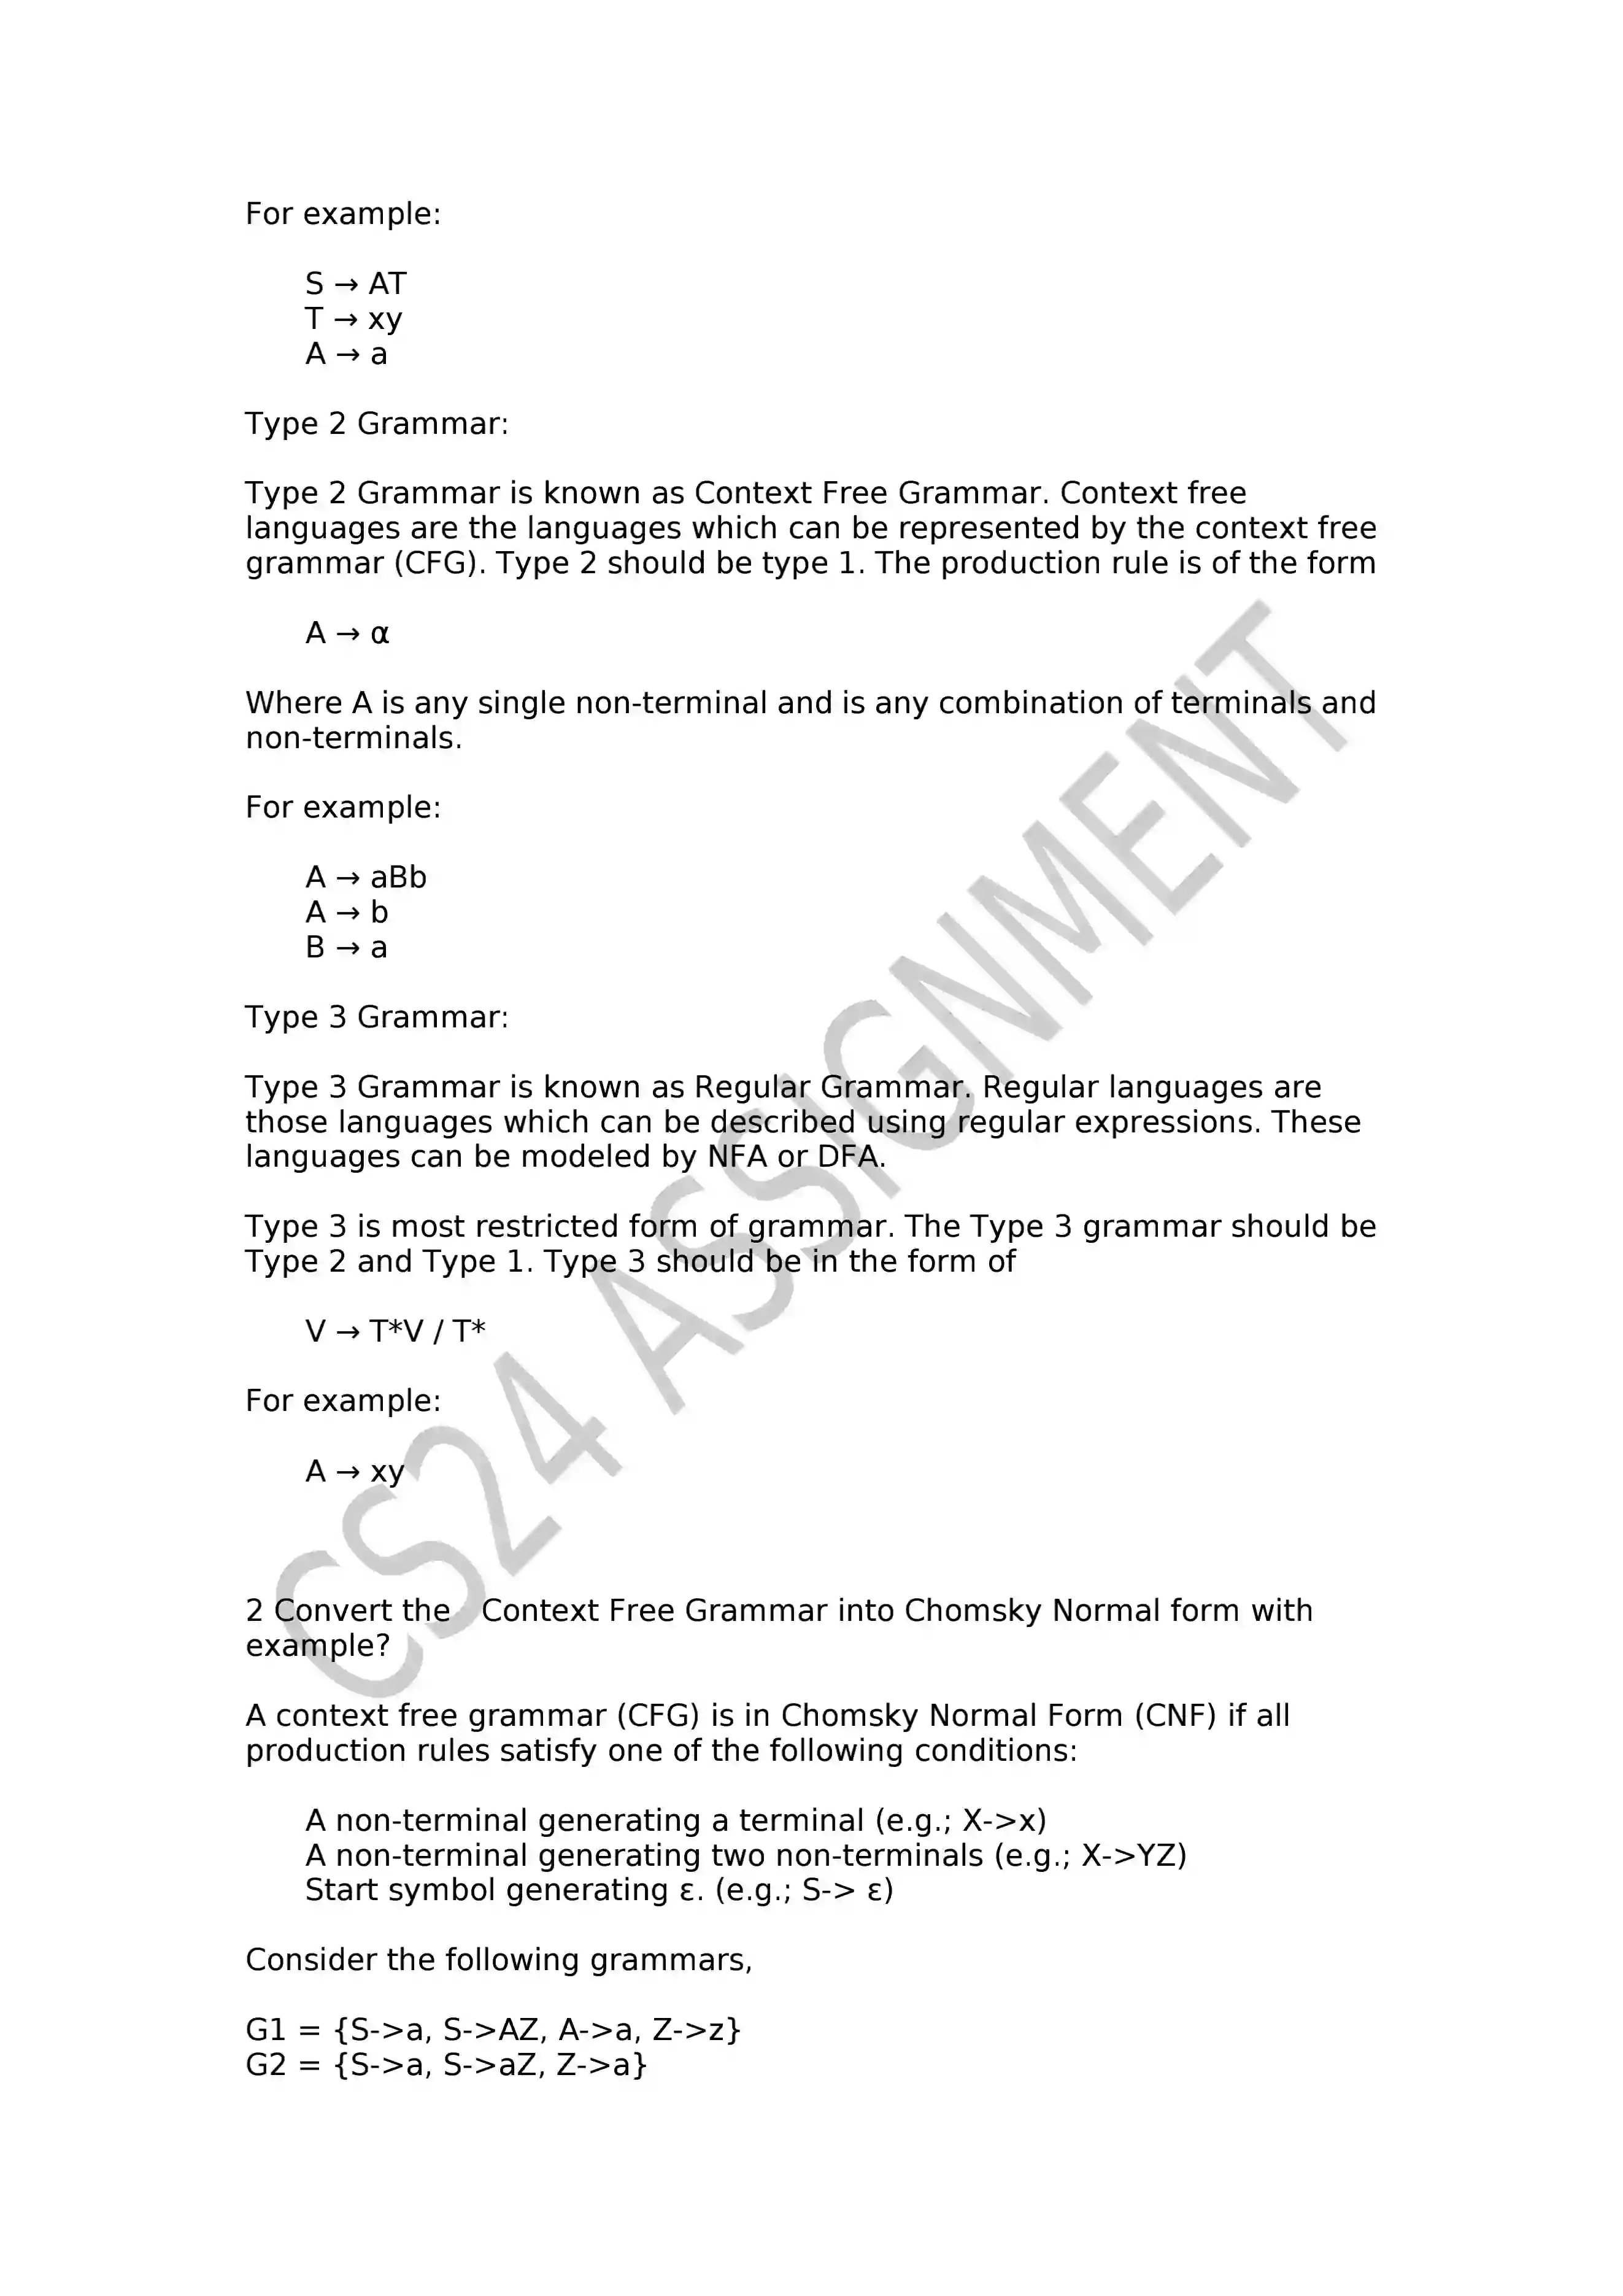 For example:
S → AT
T → xy
A → a
Type 2 Grammar:
Type 2 Grammar is known as Context Free Grammar. Context free
languages are the languages which can be represented by the context free
grammar (CFG). Type 2 should be type 1. The production rule is of the form
A → α
Where A is any single non-terminal and is any combination of terminals and
non-terminals.
For example:
A → aBb
A → b
B → a
Type 3 Grammar:
Type 3 Grammar is known as Regular Grammar. Regular languages are
those languages which can be described using regular expressions. These
languages can be modeled by NFA or DFA.
Type 3 is most restricted form of grammar. The Type 3 grammar should be
Type 2 and Type 1. Type 3 should be in the form of
V → T*V / T*
For example:
A → xy
2 Convert the   Context Free Grammar into Chomsky Normal form with
example?
A context free grammar (CFG) is in Chomsky Normal Form (CNF) if all
production rules satisfy one of the following conditions:
A non-terminal generating a terminal (e.g.; X->x)
A non-terminal generating two non-terminals (e.g.; X->YZ)
Start symbol generating ε. (e.g.; S-> ε)
Consider the following grammars,
G1 = {S->a, S->AZ, A->a, Z->z}
G2 = {S->a, S->aZ, Z->a}
CS24 ASSIGNMENT